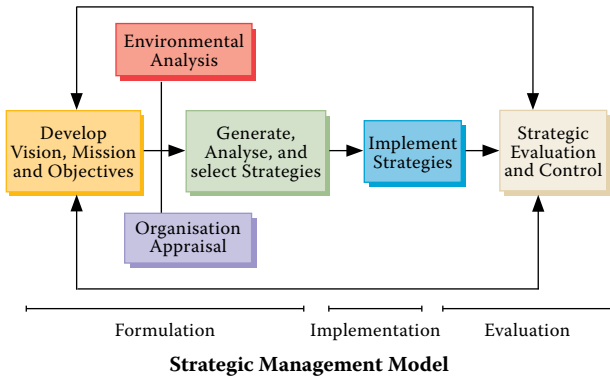 Environmental
Analysis
Develop
Vision, Mission
and Objectives
Generate,
Analyse, and
select Strategies
Implement
Strategies
Strategic
Evaluation
and Control
Organisation
Appraisal
Formulation
Implementation
Evaluation
Strategic Management Model